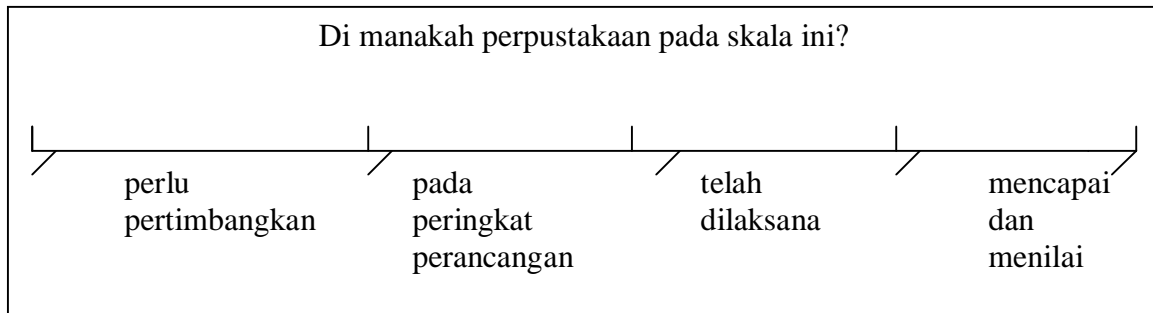 Di manakah perpustakaan pada skala ini?
perlu
pertimbangkan
pada
peringkat
perancangan
telah
dilaksana
mencapai
dan
menilai